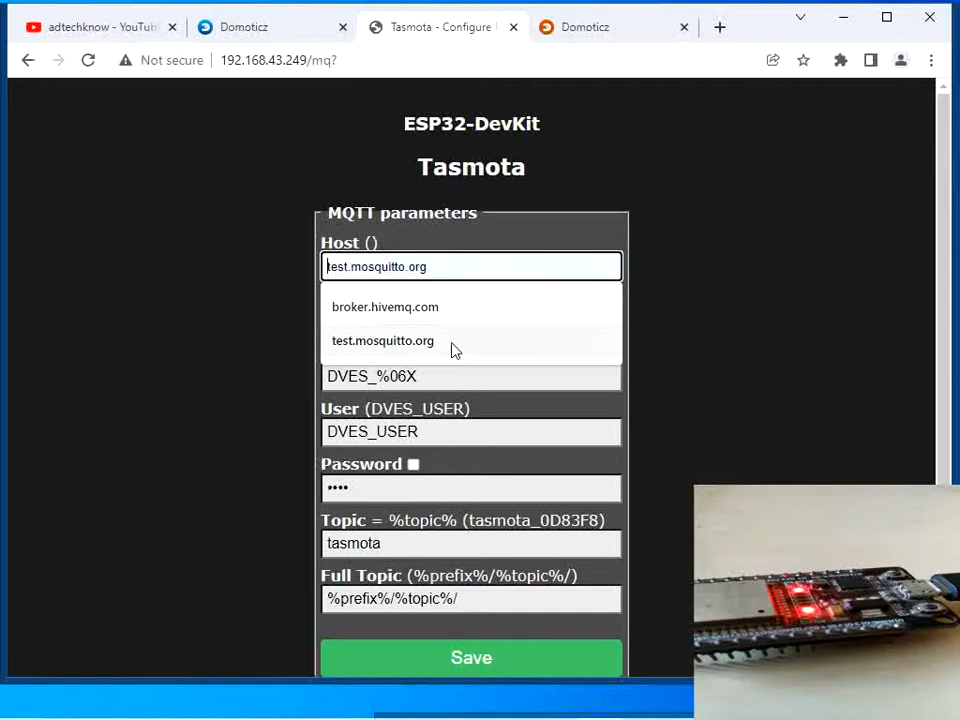 adtechknow - YouTub
Domoticz
Tasmota - Configure
Domoticz
Not secure
192.168.43.249/mq?
ESP32-DevKit
Tasmota
MQTT parameters
Host ()
test.mosquitto.org
broker.hivemq.com
test.mosquitto.org
DVES_%06X
User (DVES_USER)
DVES_USER
Password
••••
Topic = %topic% (tasmota_0D83F8)
tasmota
Full Topic (%prefix%/%topic%/)
%prefix%/%topic%/
Save